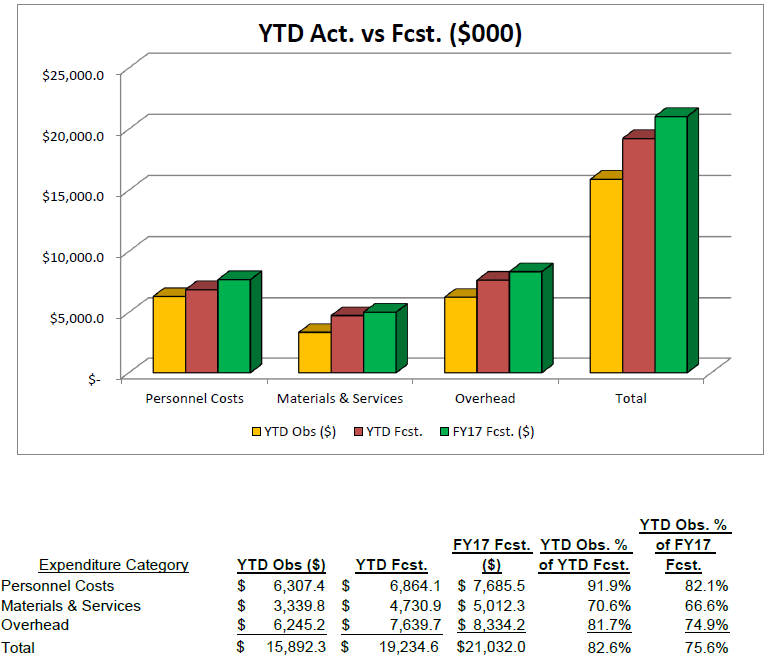 YTD Act. vs Fcst. ($000)
$25,000.0
$20,000.0
$15,000.0
$10,000.0
$5,000.0
$-
Personnel Costs Materials & Services Overhead Total
YTD Obs ($) YTD Fcst. FY17 Fcst. ($)
YTD Obs. %
FY17 Fcst. YTD Obs. % of FY17
Expenditure Category YTD Obs ($) YTD Fcst. ($) of YTD Fcst. Fcst.
Personnel Costs $ 6,307.4 $ 6,864.1 $ 7,685.5 91.9% 82.1%
Materials & Services $ 3,339.8 $ 4,730.9 $ 5,012.3 70.6% 66.6%
Overhead $ 6,245.2 $ 7,639.7 $ 8,334.2 81.7% 74.9%
Total $ 15,892.3 $ 19,234.6 $21,032.0 82.6% 75.6%